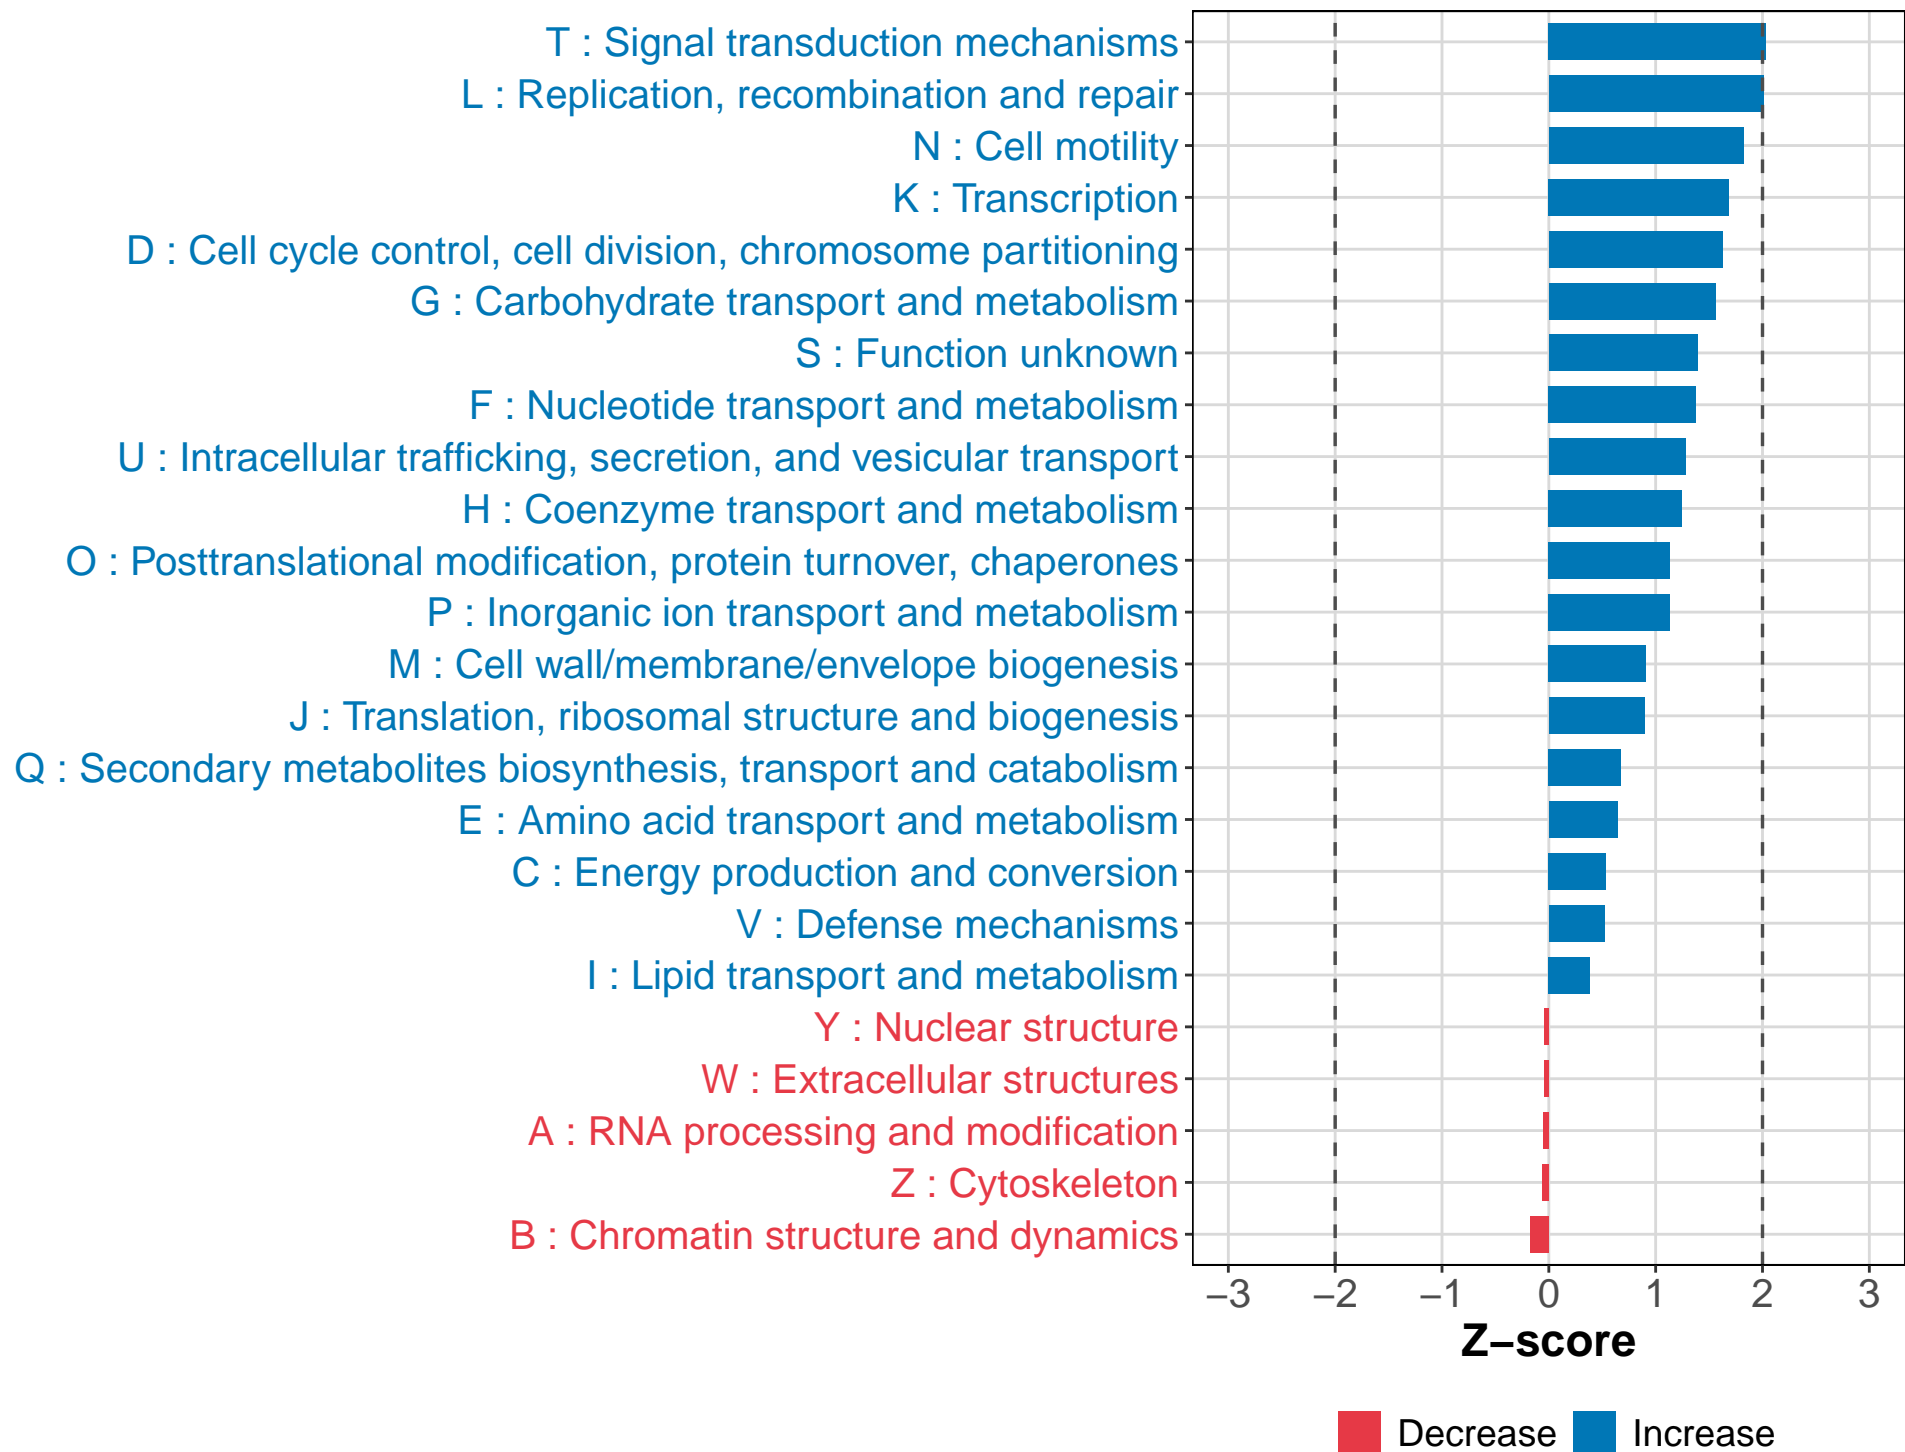 T : Signal transduction mechanisms
L : Replication, recombination and repair
N : Cell motility
K : Transcription
D : Cell cycle control, cell division, chromosome partitioning
G : Carbohydrate transport and metabolism
S : Function unknown
F : Nucleotide transport and metabolism
U : Intracellular trafficking, secretion, and vesicular transport
H : Coenzyme transport and metabolism
O : Posttranslational modification, protein turnover, chaperones
P : Inorganic ion transport and metabolism
M : Cell wall/membrane/envelope biogenesis
J : Translation, ribosomal structure and biogenesis
Q : Secondary metabolites biosynthesis, transport and catabolism
E : Amino acid transport and metabolism
C : Energy production and conversion
V : Defense mechanisms
I : Lipid transport and metabolism
Y : Nuclear structure
W : Extracellular structures
A : RNA processing and modification
Z : Cytoskeleton
B : Chromatin structure and dynamics
−3 −2 −1 0 1 2 3
Z−score
Decrease Increase